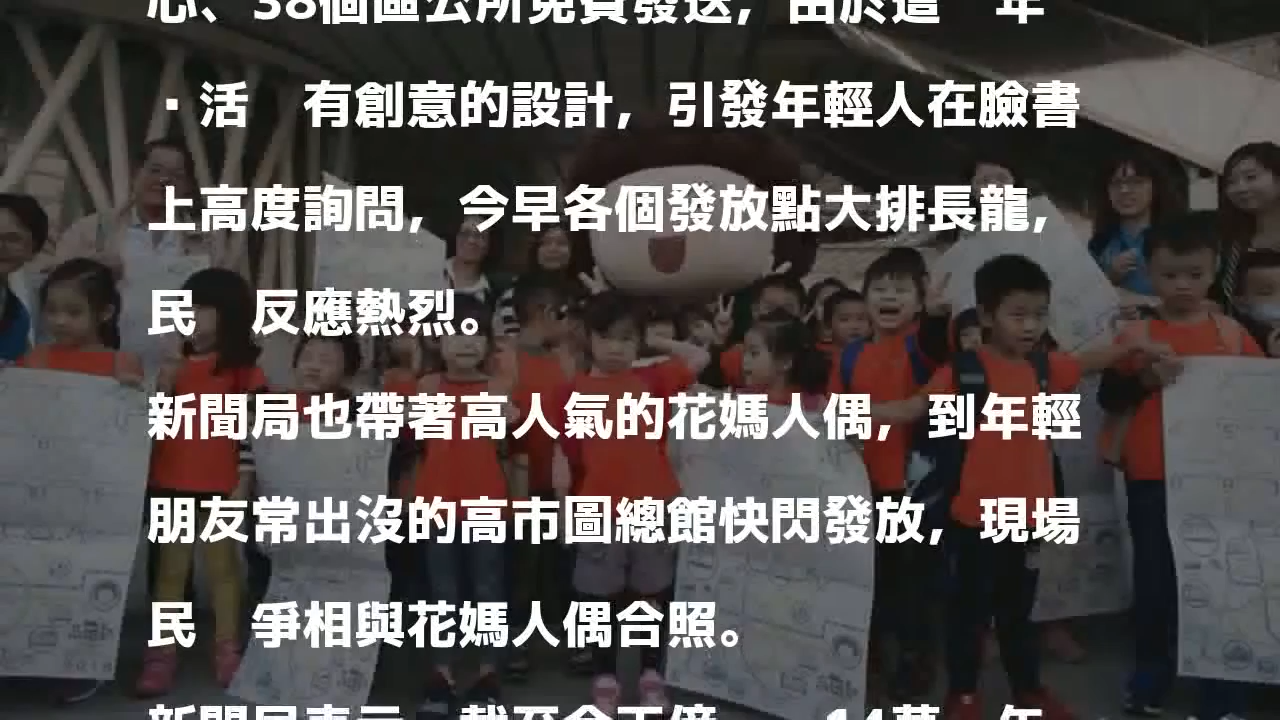 心、38個區公所免費發送，由於這　年
·活　有創意的設計，引發年輕人在臉書
上高度詢問，今早各個發放點大排長龍，
民　反應熱烈。
新聞局也帶著高人氣的花媽人偶，到年輕
朋友常出沒的高市圖總館快閃發放，現場
民　爭相與花媽人偶合照。